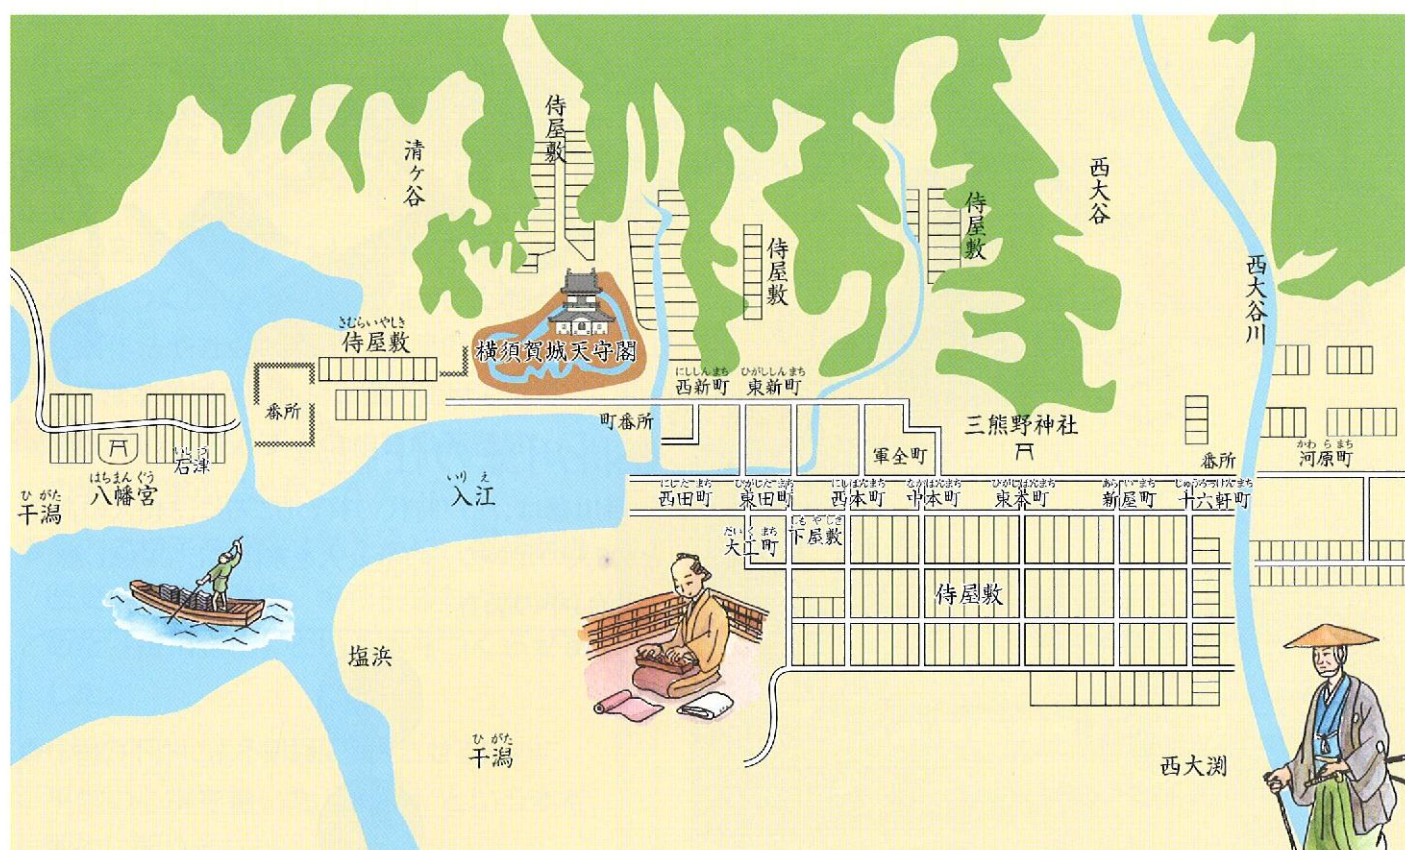 侍屋敷
清ヶ谷
西大谷
侍屋敷
侍屋敷
西大谷川
さむらいやしき
侍屋敷
横須賀城天守閣
にししんまち
西新町
ひがししんまち
東新町
番所
町番所
三熊野神社
軍全町
番所
かわらまち
河原町
いしづ
石津
はちまんぐう
八幡宮
ひがた
干潟
いりえ
入江
にしたまち
西田町
東田町
にしほんまち
西本町
なかほんまち
中本町
ひがしほんまち
東本町
あらいまち
新屋町
じゅうろっけんまち
十六軒町
だいくまち
大工町
しもやしき
下屋敷
侍屋敷
塩浜
ひがた
干潟
西大渕